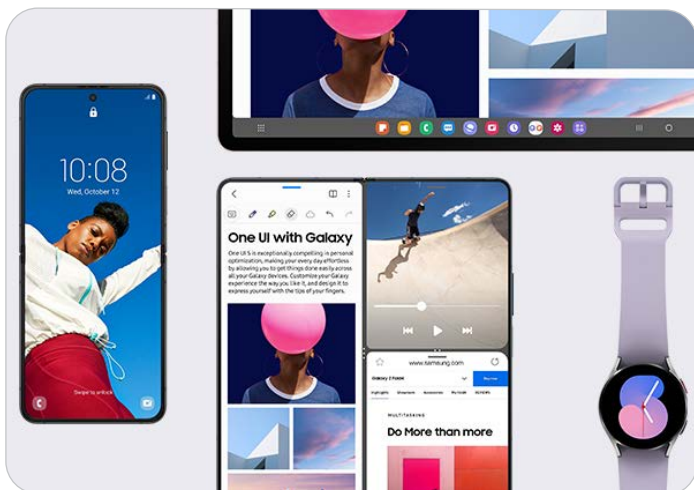 10:08
Wed, October 12
Swipe to unlock
One UI with Galaxy
One UI 5 is exceptionally compelling in personal
optimization, making your every day effortless
by allowing you to get things done easily across
all your Galaxy devices. Customize your Galaxy
experience the way you like it, and design it to
express yourself with the tips of your fingers.
www.samsung.com
Galaxy Z Fold4
Buy now
Highlights
Accessories
REVIEWS
MULTITASKING
Do More than more